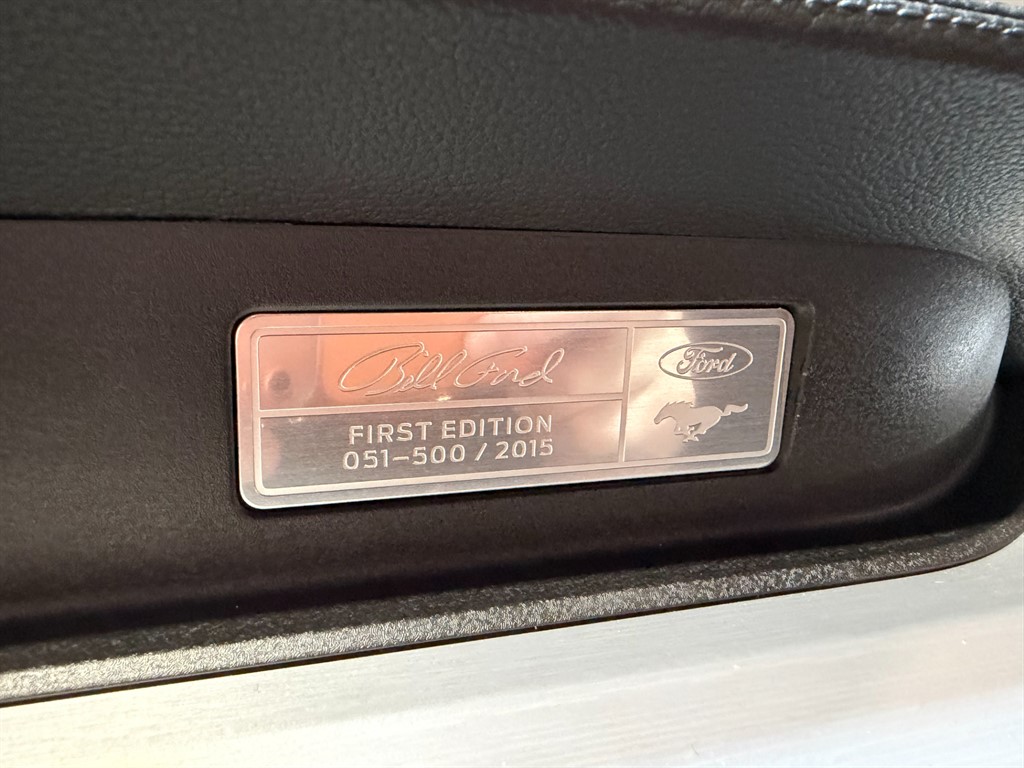 Bill Ford
FIRST EDITION
051–500 / 2015
Ford